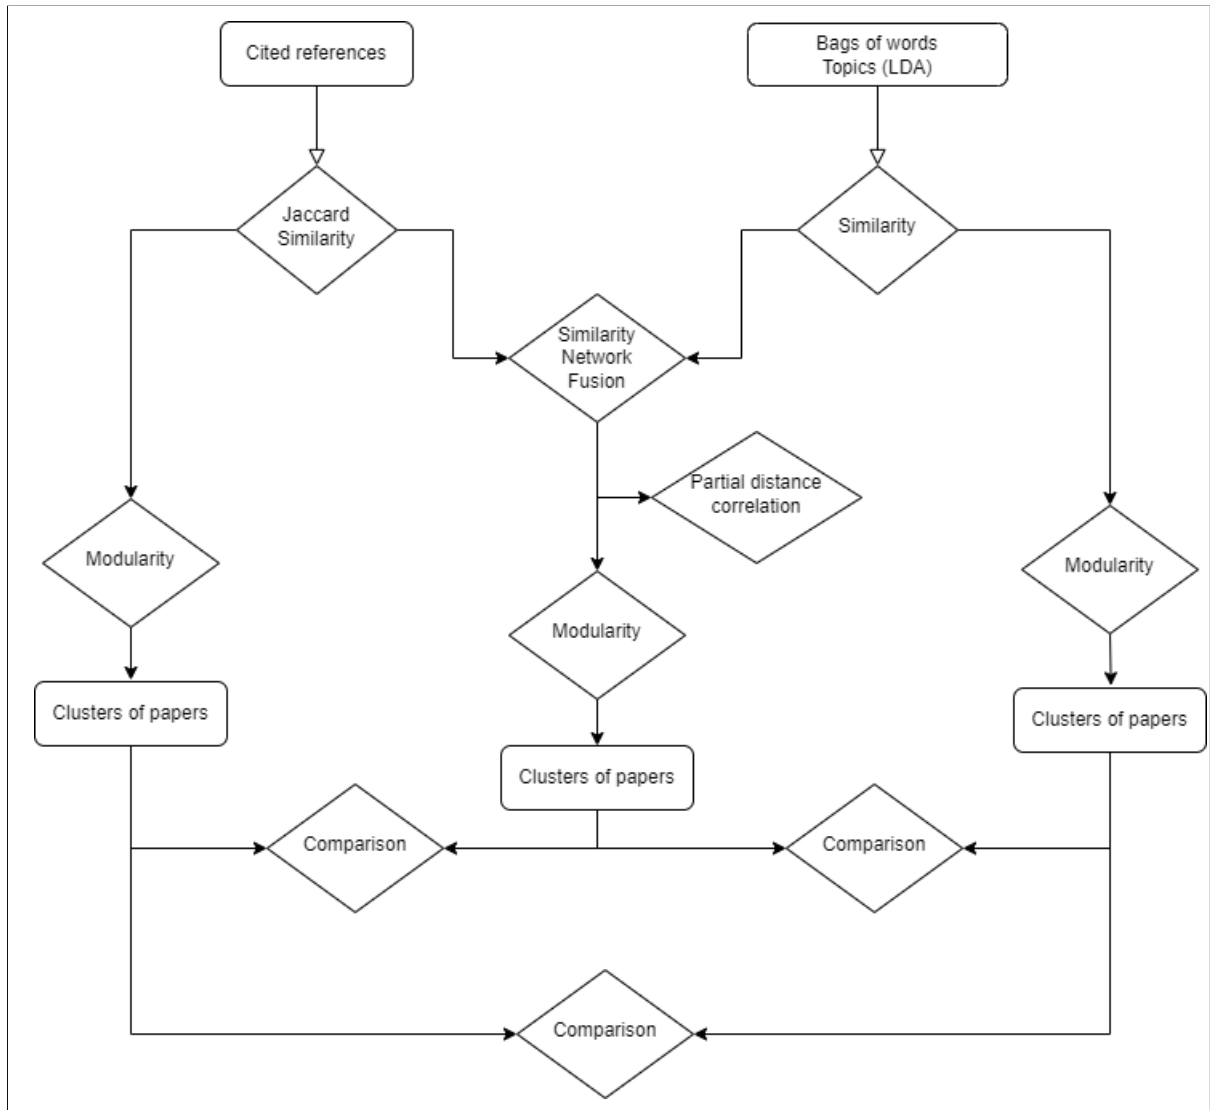 Cited references
Bags of words
Topics (LDA)
Jaccard
Similarity
Similarity
Similarity
Network
Fusion
Partial distance
correlation
Modularity
Modularity
Modularity
Clusters of papers
Clusters of papers
Clusters of papers
Comparison
Comparison
Comparison